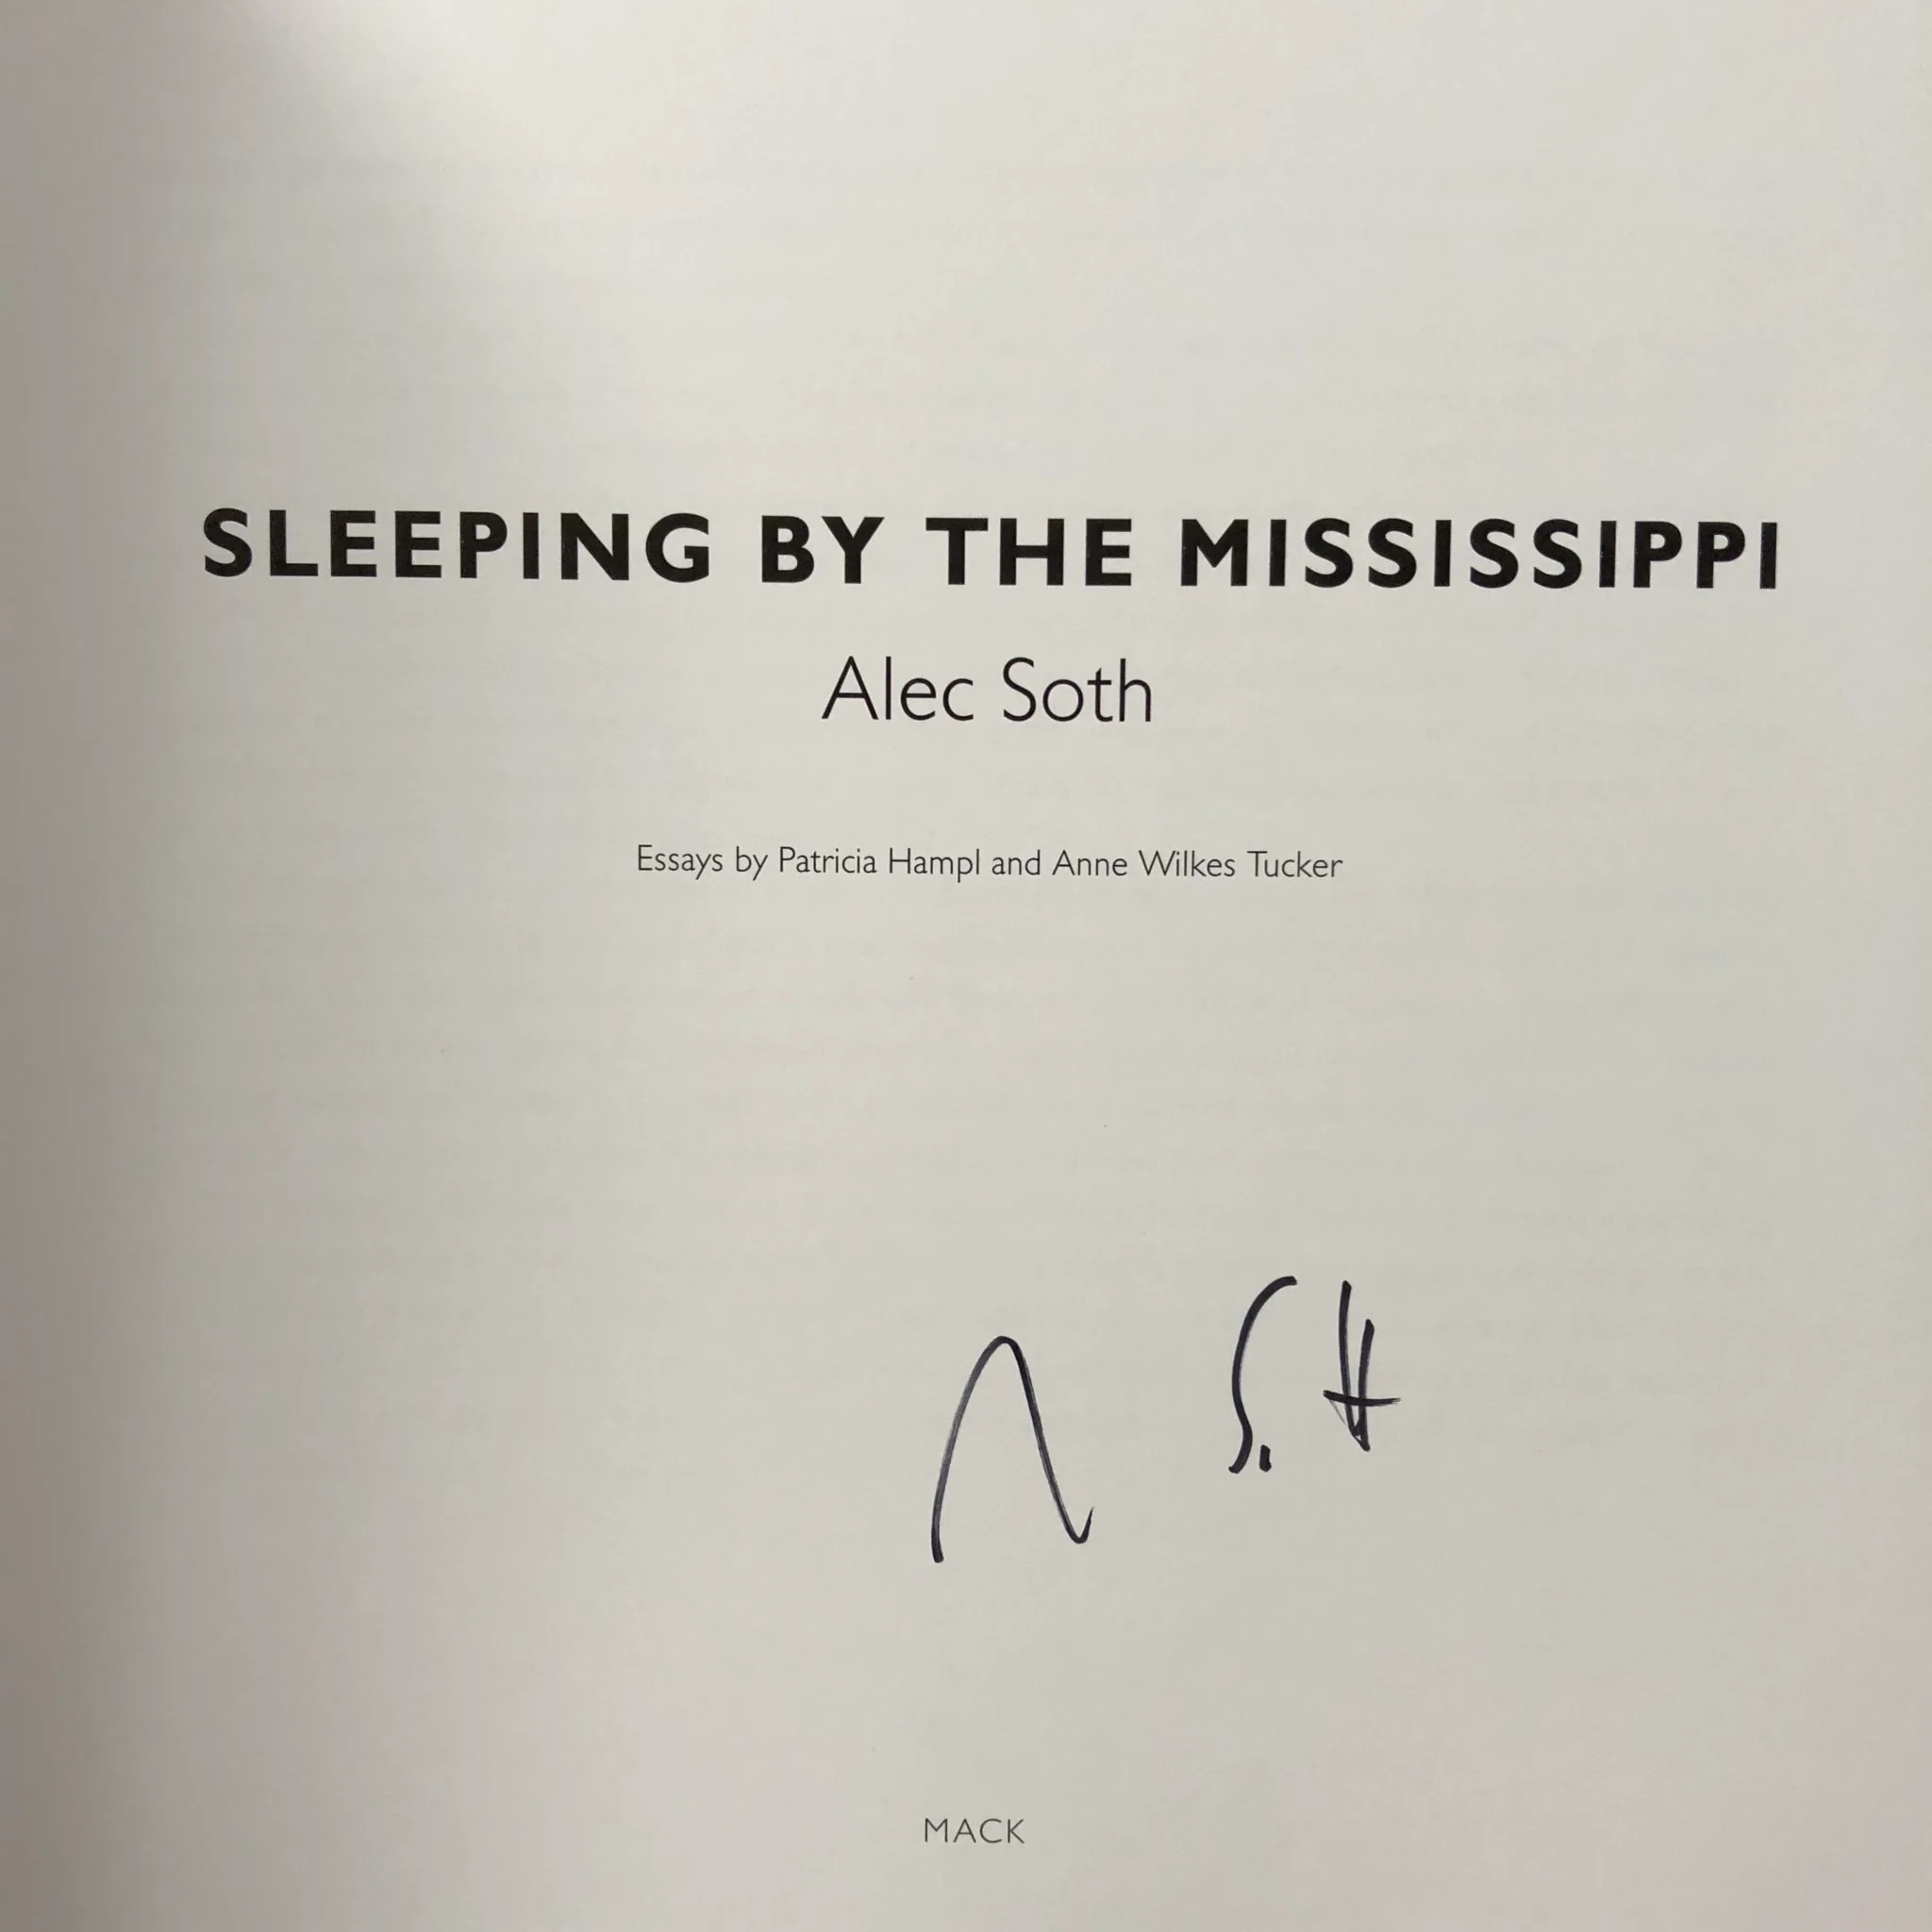 SLEEPING BY THE MISSISSIPPI
Alec Soth
Essays by Patricia Hampl and Anne Wilkes Tucker
MACK